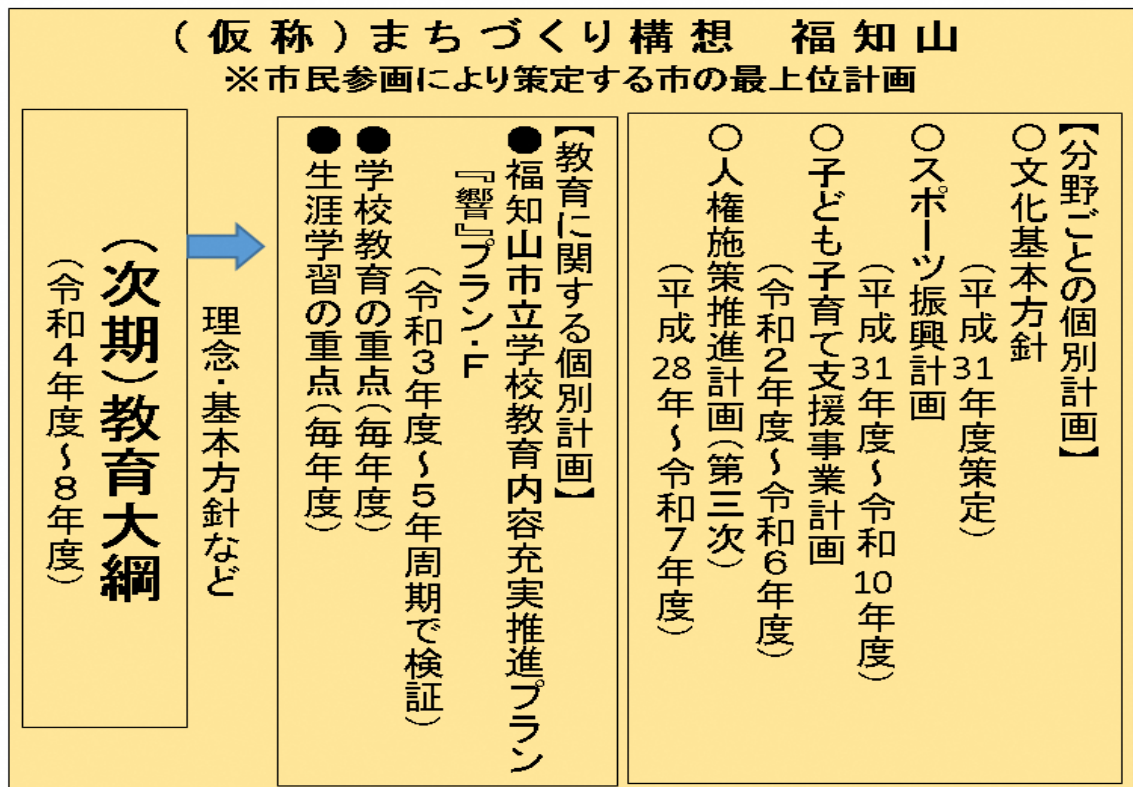 (仮称)まちづくり構想　福知山
※市民参画により策定する市の最上位計画
【分野ごとの個別計画】
○文化基本方針
(平成31年度策定)
○スポーツ振興計画
(平成31年度～令和10年度)
○子ども子育て支援事業計画
(令和2年度～令和6年度)
○人権施策推進計画(第三次)
(平成28年～令和7年度)
【教育に関する個別計画】
●福知山市立学校教育内容充実推進プラン
『響』プラン・F
(令和3年度～5年周期で検証)
●学校教育の重点(毎年度)
●生涯学習の重点(毎年度)
理念・基本方針など
(次期)教育大綱
(令和4年度～8年度)